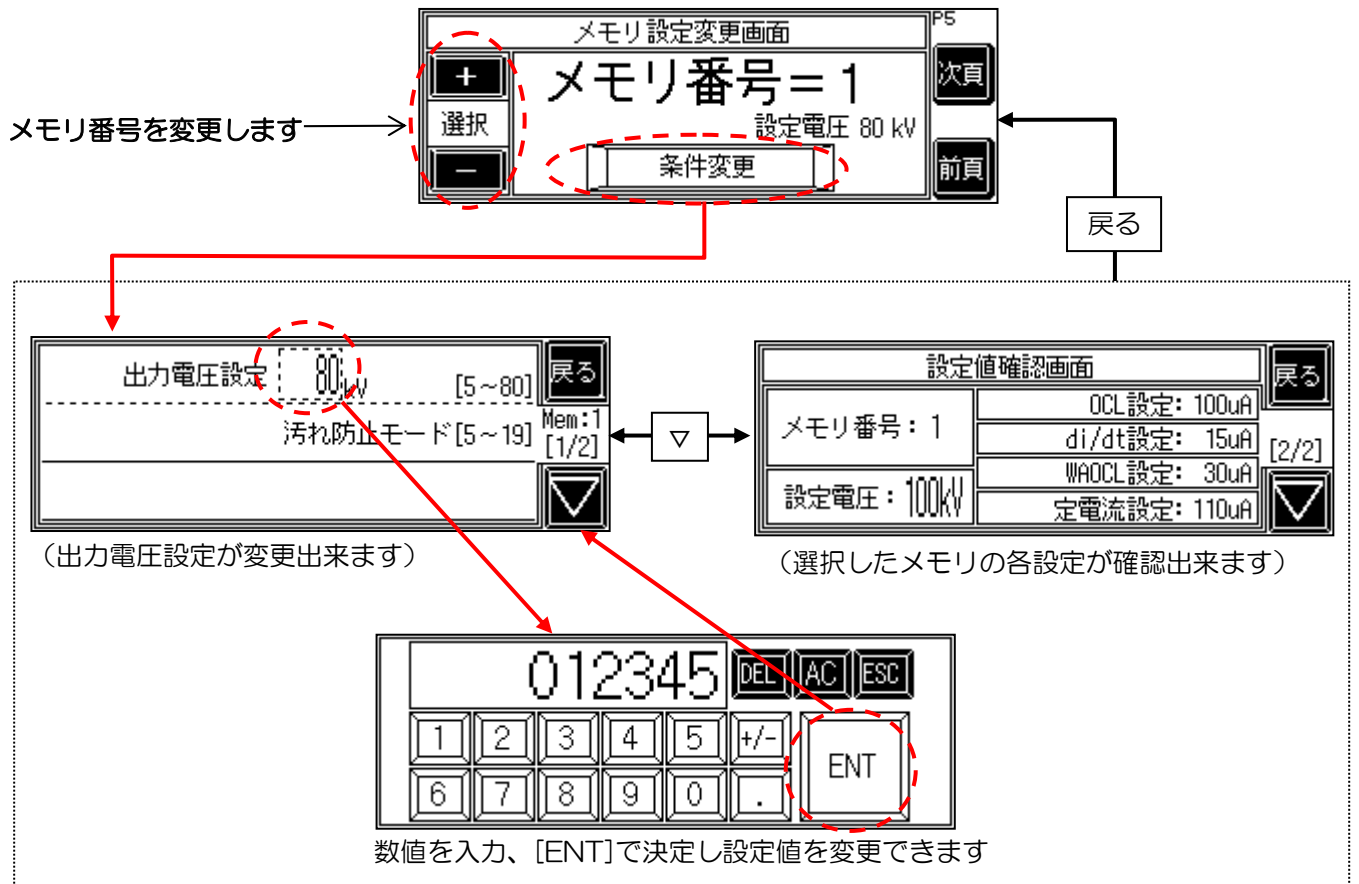 メモリ設定変更画面
P5
+
選択
−
メモリ番号=1
設定電圧 80 kV
条件変更
次頁
前頁
メモリ番号を変更します
戻る
出力電圧設定 80kV [5~80]
汚れ防止モード[5~19]
戻る
Mem:1
[1/2]
▽
(出力電圧設定が変更出来ます)
▽
設定値確認画面
メモリ番号:1
設定電圧:100kV
OCL設定: 100uA
di/dt設定: 15uA
WAOCL設定: 30uA
定電流設定: 110uA
戻る
[2/2]
▽
(選択したメモリの各設定が確認出来ます)
012345 DEL AC ESC
1 2 3 4 5 +/-
6 7 8 9 0 .
ENT
数値を入力、[ENT]で決定し設定値を変更できます